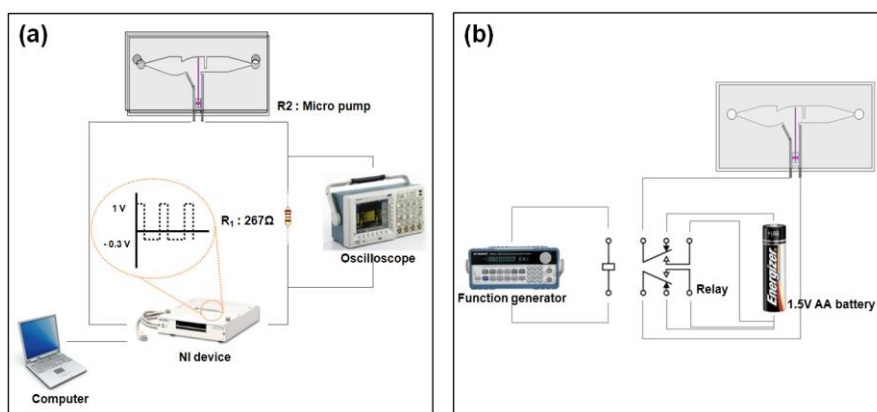 (a)
R2 : Micro pump
1 V
- 0.3 V
R1 : 267Ω
Oscilloscope
NI device
Computer
(b)
Function generator
Relay
Energizer
1.5V AA battery